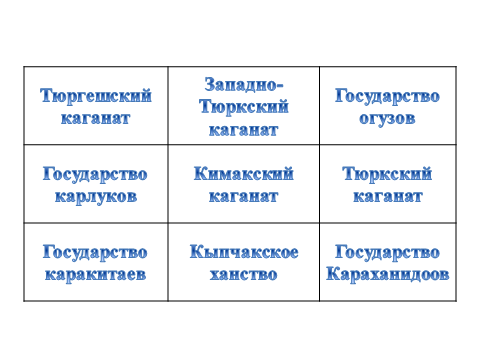 Тюргешский
каганат
Западно-
Тюркский
каганат
Государство
огузов
Государство
карлуков
Кимакский
каганат
Тюркский
каганат
Государство
каракитаев
Кыпчакское
ханство
Государство
Караханидоов